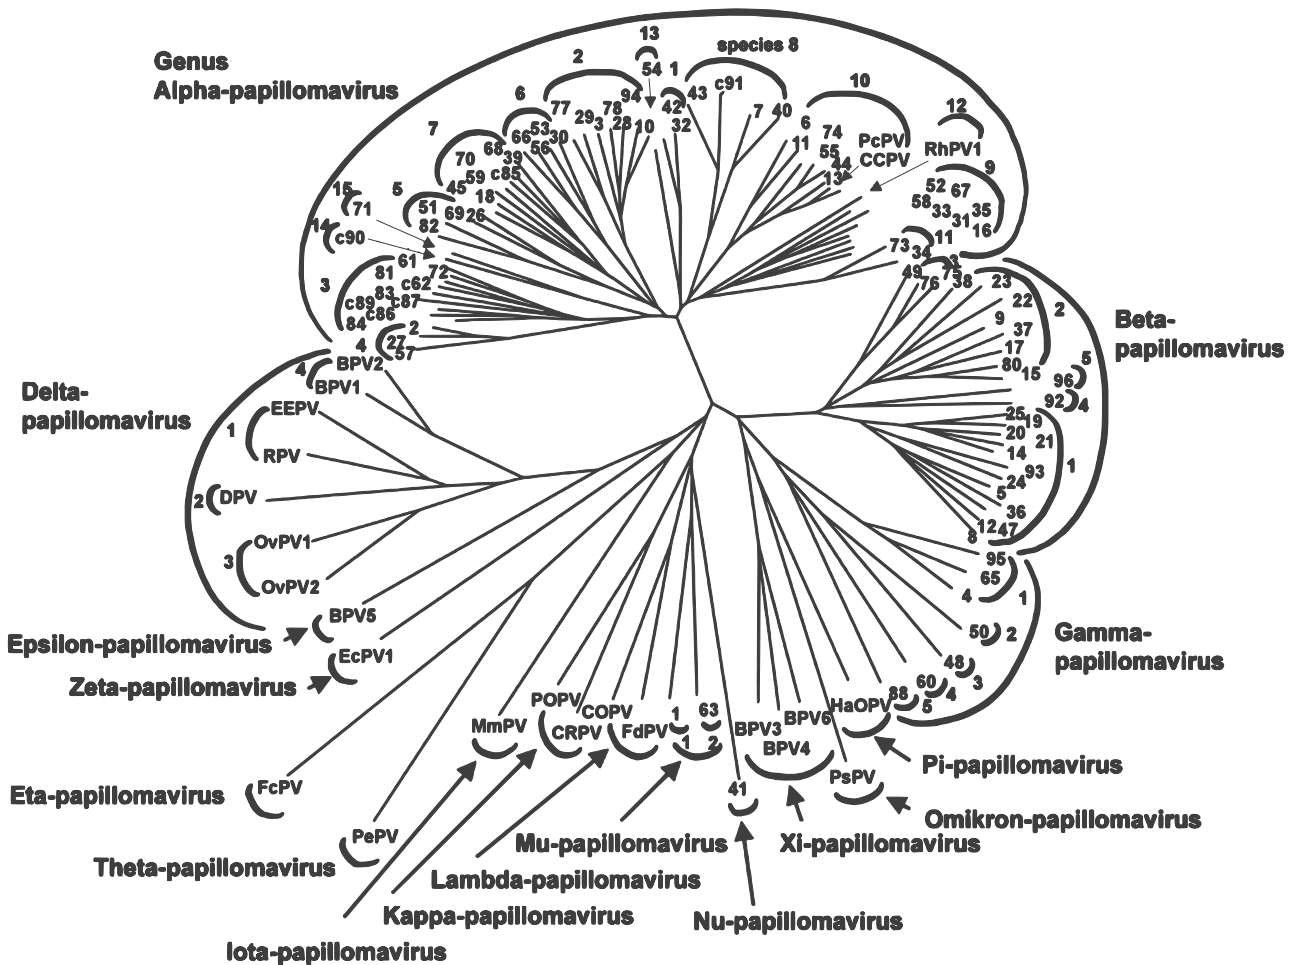 Genus
Alpha-papillomavirus
13
species 8
2
54
1
c91
10
6
94
42
43
12
77
78
7
40
6
7
53
29
3
28
10
32
74
PcPV
66
30
11
55
CCPV
RhPV1
68
56
44
9
70
39
13
59
c85
52
67
15
5
45
18
58
71
51
69
26
33
31
35
14
82
16
c90
73
11
34
61
3
3
81
72
49
75
c62
76
38
23
83
c89
c87
22
2
c86
84
9
37
2
4
27
57
17
Beta-
papillomavirus
BPV2
80
15
5
4
96
BPV1
92
4
Delta-
papillomavirus
EEPV
25
19
1
20
21
RPV
14
1
93
24
2
DPV
5
36
12
47
8
OvPV1
95
3
65
OvPV2
4
1
BPV5
Epsilon-papillomavirus
50
2
Gamma-
papillomavirus
EcPV1
48
Zeta-papillomavirus
60
3
88
4
5
POPV
COPV
1
63
HaOPV
MmPV
CRPV
FdPV
BPV3
BPV6
1
2
BPV4
Pi-papillomavirus
PsPV
FcPV
41
Eta-papillomavirus
Omikron-papillomavirus
PePV
Mu-papillomavirus
Xi-papillomavirus
Theta-papillomavirus
Lambda-papillomavirus
Kappa-papillomavirus
Nu-papillomavirus
Iota-papillomavirus